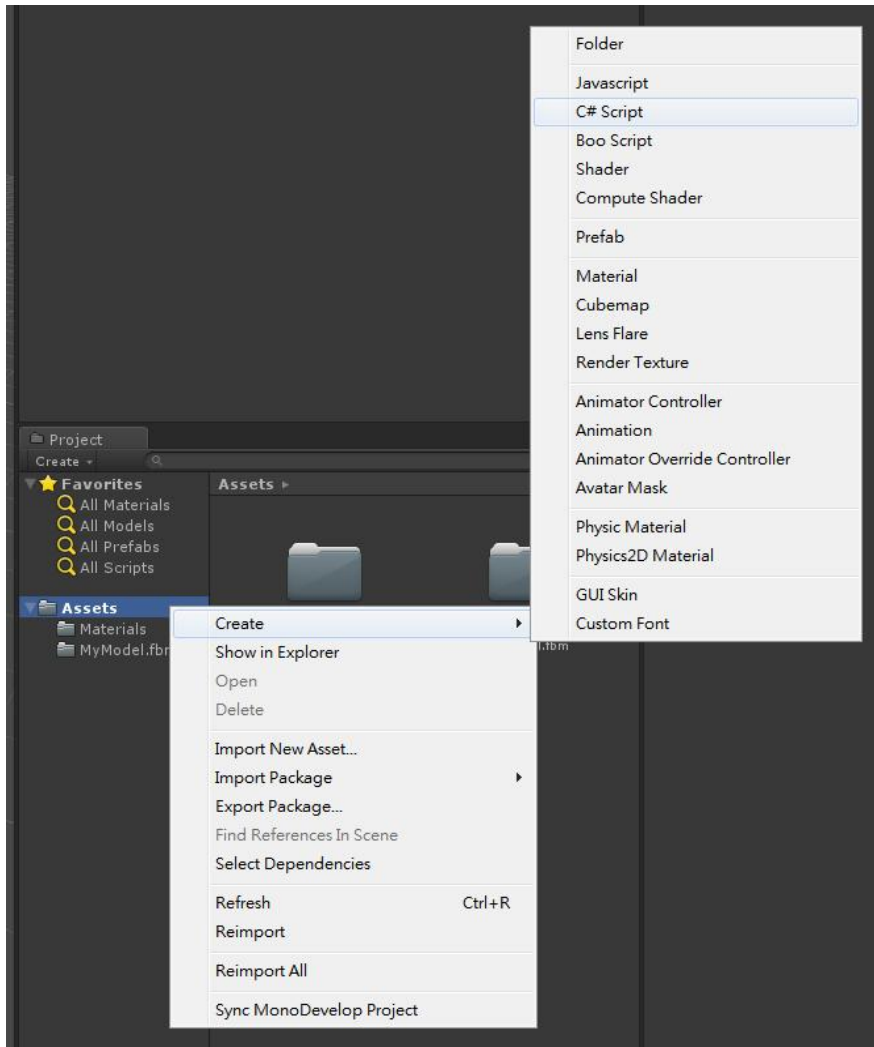 Folder
Javascript
C# Script
Boo Script
Shader
Compute Shader
Prefab
Material
Cubemap
Lens Flare
Render Texture
Animator Controller
Animation
Animator Override Controller
Avatar Mask
Physic Material
Physics2D Material
GUI Skin
Custom Font
Project
Create
Favorites
All Materials
All Models
All Prefabs
All Scripts
Assets
Materials
MyModel.fbm
Assets
l.fbm
Create
Show in Explorer
Open
Delete
Import New Asset...
Import Package
Export Package...
Find References In Scene
Select Dependencies
Refresh Ctrl+R
Reimport
Reimport All
Sync MonoDevelop Project